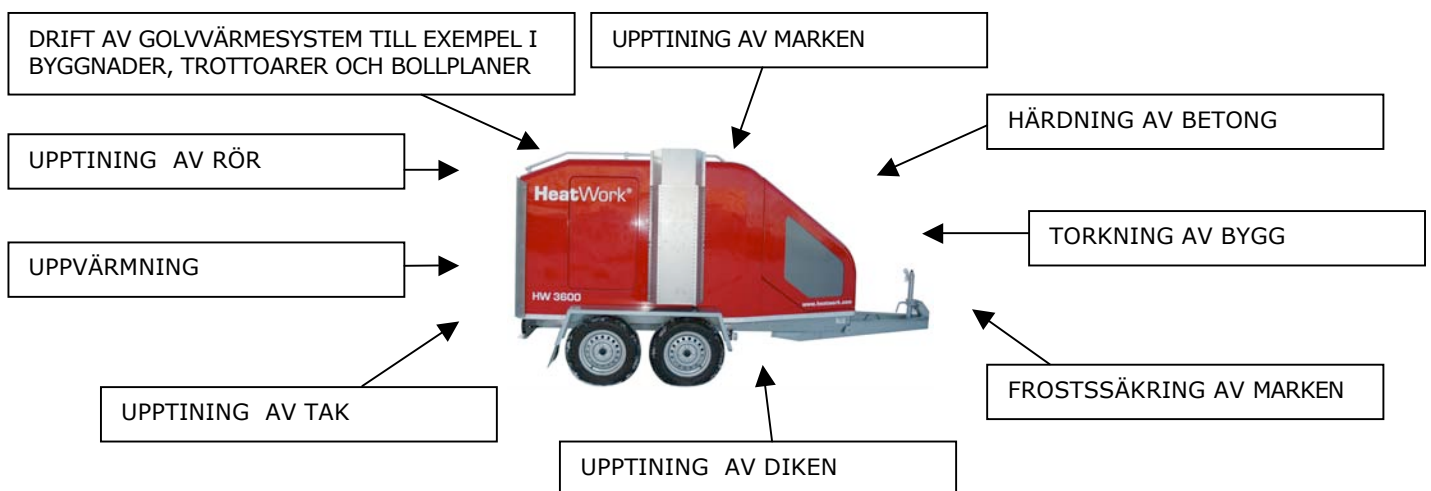 DRIFT AV GOLVVÄRMESYSTEM TILL EXEMPEL I
BYGGNADER, TROTTOARER OCH BOLLPLANER
UPPTINING AV MARKEN
HÄRDNING AV BETONG
UPPTINING AV RÖR
HeatWork®
TORKNING AV BYGG
UPPVÄRMNING
HW 3600
www.heatwork.com
FROSTSSÄKRING AV MARKEN
UPPTINING AV TAK
UPPTINING AV DIKEN